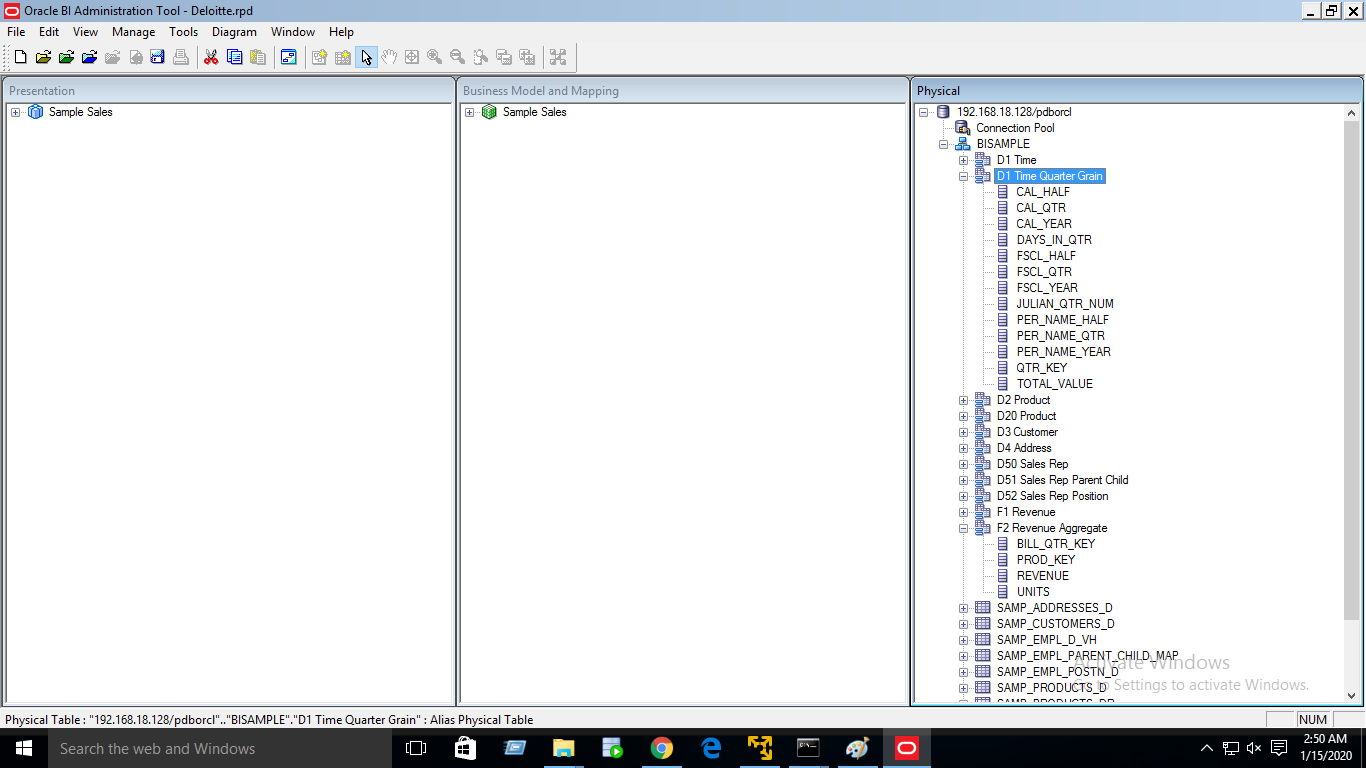 Oracle BI Administration Tool - Deloitte.rpd
File Edit View Manage Tools Diagram Window Help
Presentation
Sample Sales
Business Model and Mapping
Sample Sales
Physical
192.168.18.128/pdborcl
Connection Pool
BISAMPLE
D1 Time
D1 Time Quarter Grain
CAL_HALF
CAL_QTR
CAL_YEAR
DAYS_IN_QTR
FSCL_HALF
FSCL_QTR
FSCL_YEAR
JULIAN_QTR_NUM
PER_NAME_HALF
PER_NAME_QTR
PER_NAME_YEAR
QTR_KEY
TOTAL_VALUE
D2 Product
D20 Product
D3 Customer
D4 Address
D50 Sales Rep
D51 Sales Rep Parent Child
D52 Sales Rep Position
F1 Revenue
F2 Revenue Aggregate
BILL_QTR_KEY
PROD_KEY
REVENUE
UNITS
SAMP_ADDRESSES_D
SAMP_CUSTOMERS_D
SAMP_EMPL_D_VH
SAMP_EMPL_PARENT_CHILD_MAP
SAMP_EMPL_POSTN_D
SAMP_PRODUCTS_D
Activate Windows
Go to Settings to activate Windows.
Physical Table : "192.168.18.128/pdborcl".."BISAMPLE"."D1 Time Quarter Grain" : Alias Physical Table
NUM
Search the web and Windows
2:50 AM
1/15/2020